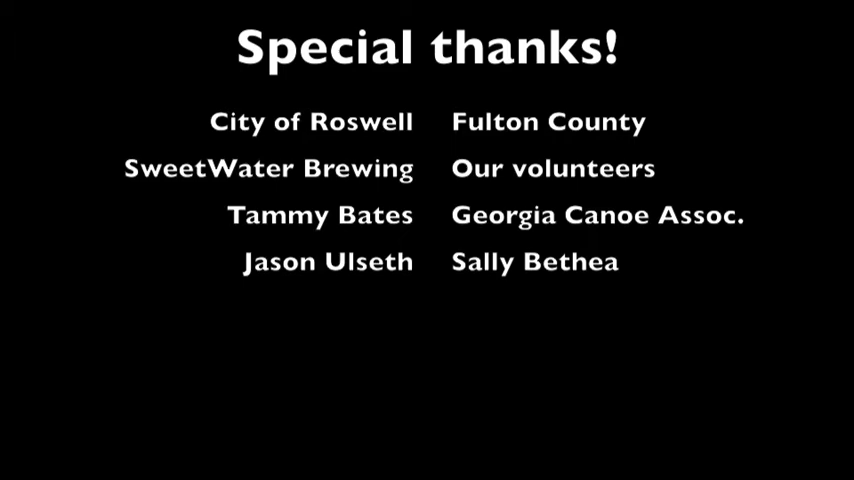 Special thanks!
City of Roswell Fulton County
SweetWater Brewing Our volunteers
Tammy Bates Georgia Canoe Assoc.
Jason Ulseth Sally Bethea